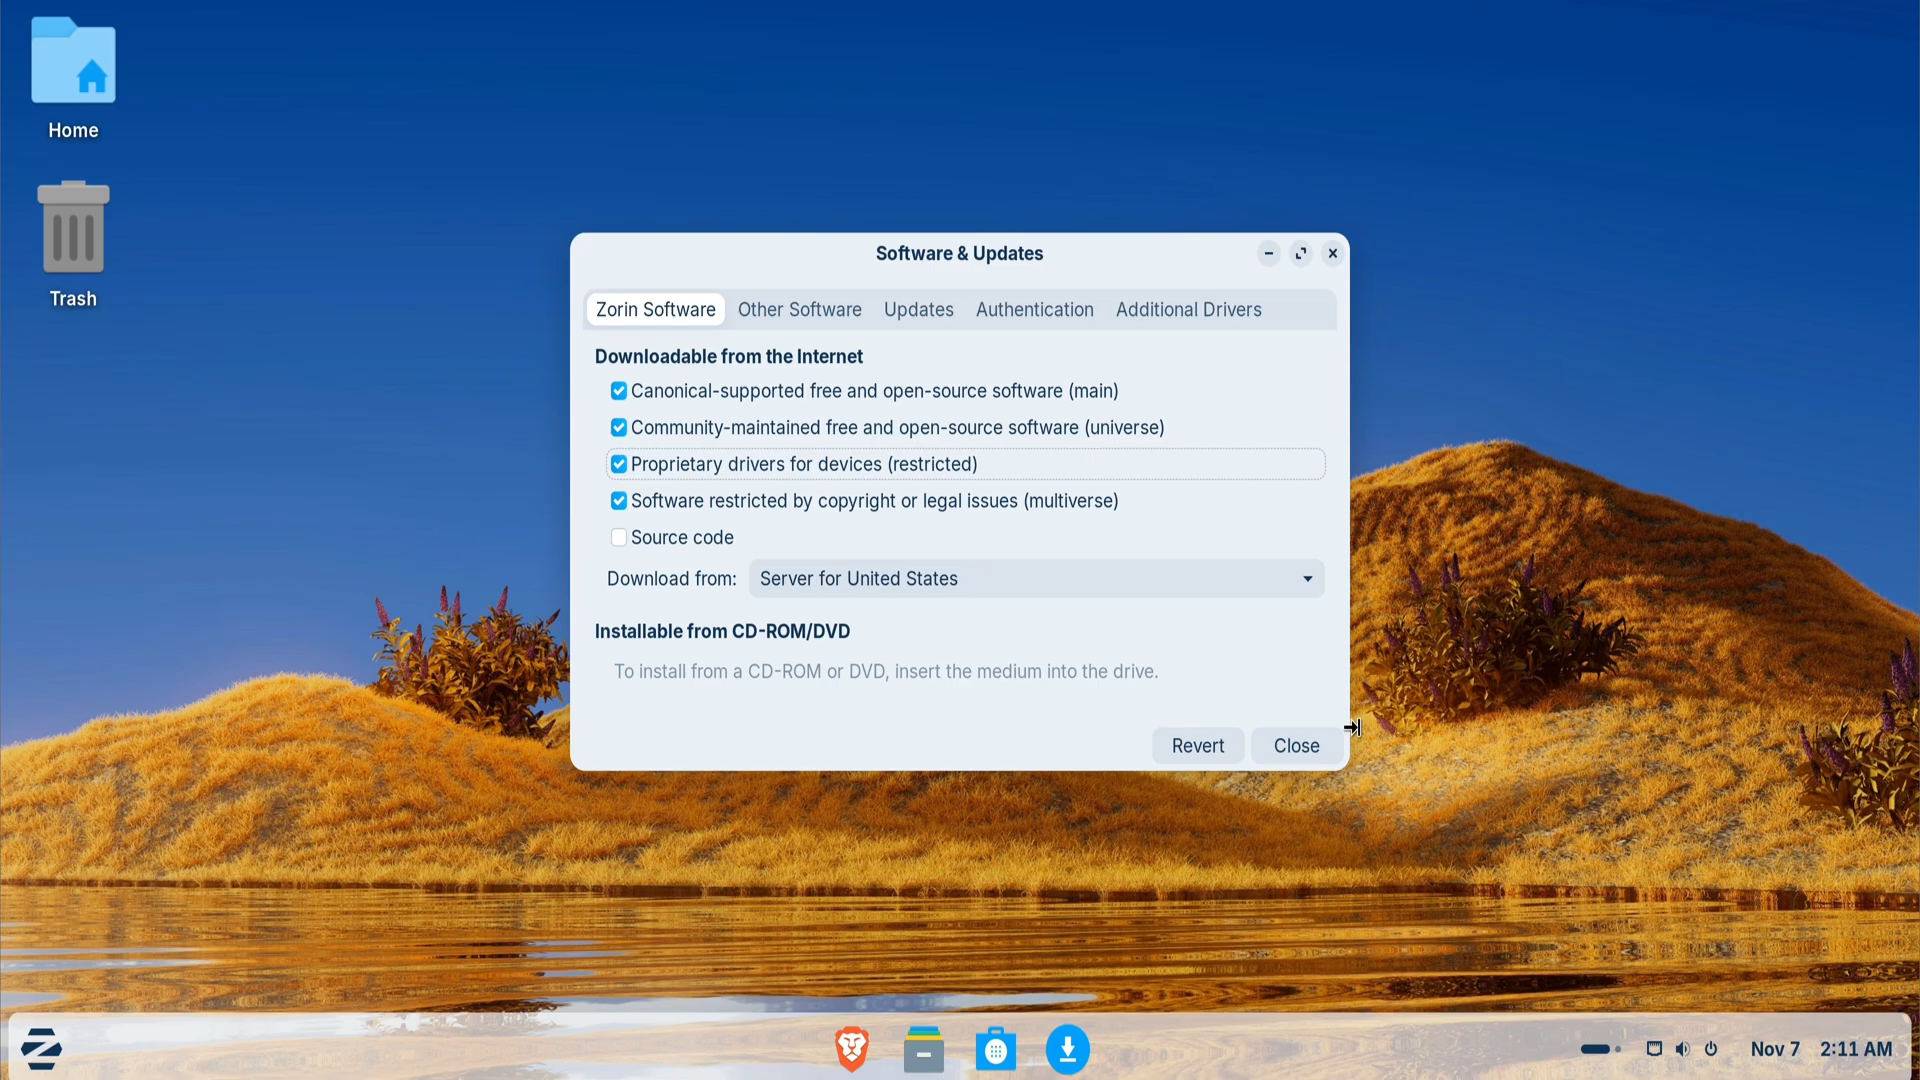 Home
Trash
Software & Updates
Zorin Software
Other Software
Updates
Authentication
Additional Drivers
Downloadable from the Internet
Canonical-supported free and open-source software (main)
Community-maintained free and open-source software (universe)
Proprietary drivers for devices (restricted)
Software restricted by copyright or legal issues (multiverse)
Source code
Download from: Server for United States
Installable from CD-ROM/DVD
To install from a CD-ROM or DVD, insert the medium into the drive.
Revert
Close
Nov 7 2:11 AM